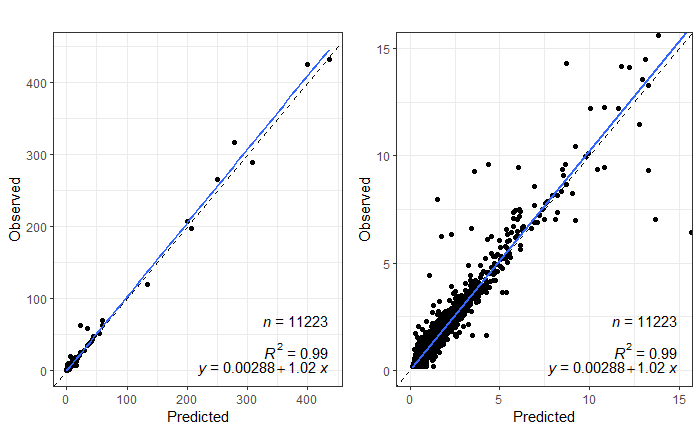 400
300
200
100
0
Observed
n = 11223
R² = 0.99
y = 0.00288 + 1.02 x
0
100
200
300
400
Predicted
15
10
5
0
Observed
n = 11223
R² = 0.99
y = 0.00288 + 1.02 x
0
5
10
15
Predicted